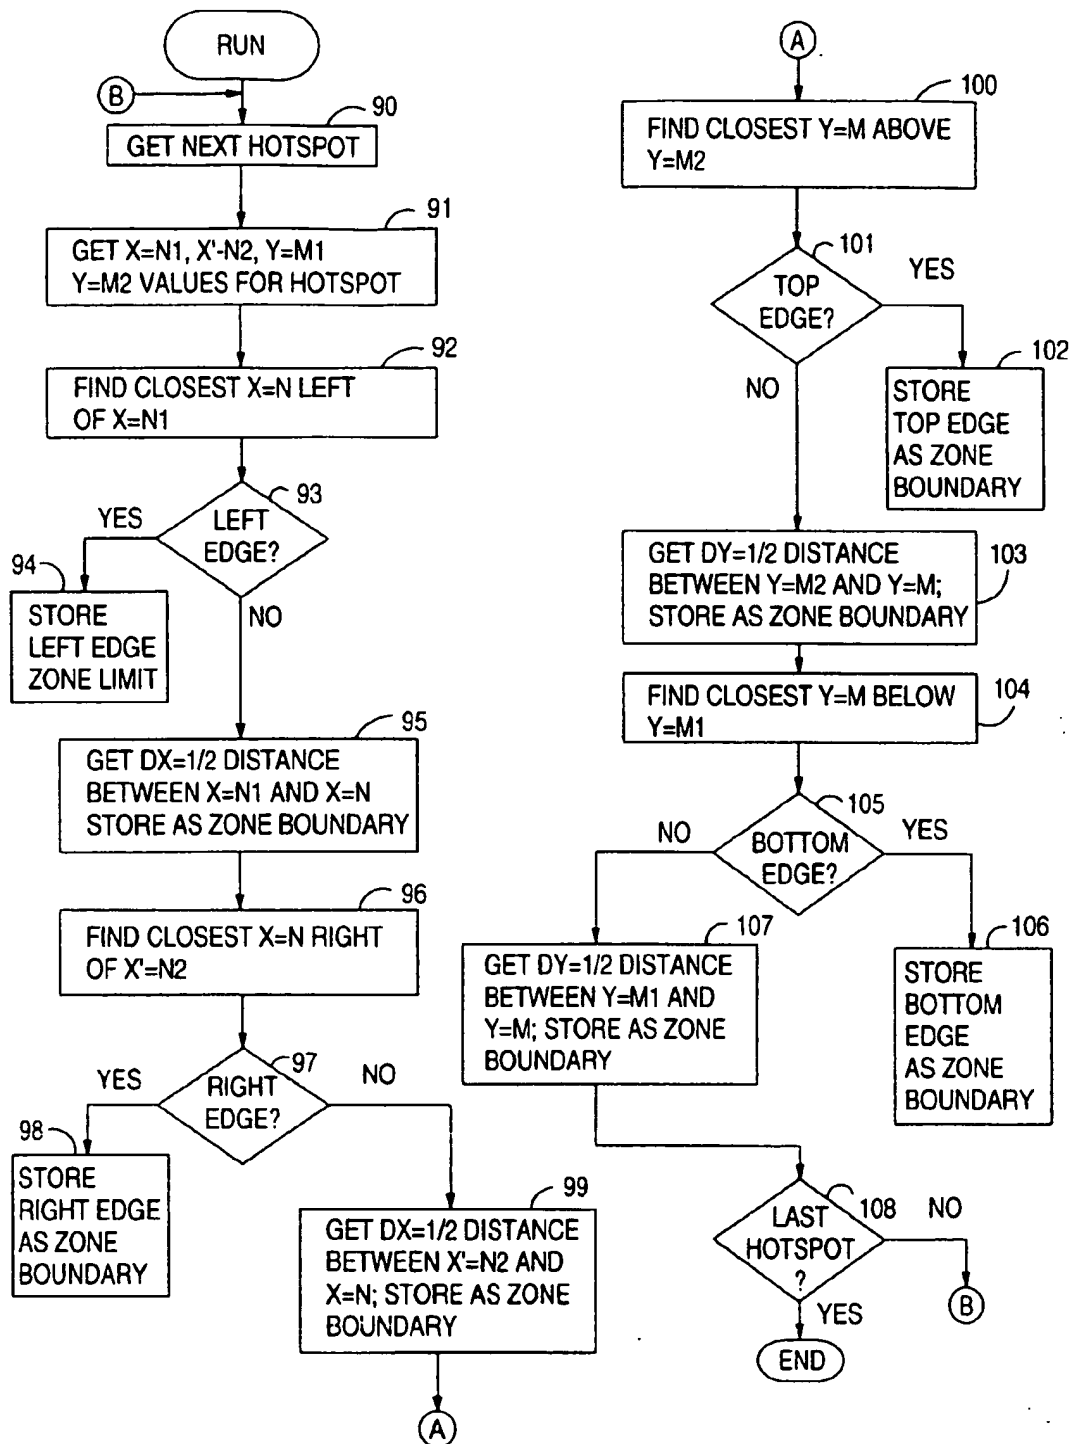 RUN
B
90
GET NEXT HOTSPOT
91
GET X=N1, X'-N2, Y=M1
Y=M2 VALUES FOR HOTSPOT
92
FIND CLOSEST X=N LEFT
OF X=N1
93
LEFT
EDGE?
YES
NO
94
STORE
LEFT EDGE
ZONE LIMIT
95
GET DX=1/2 DISTANCE
BETWEEN X=N1 AND X=N
STORE AS ZONE BOUNDARY
96
FIND CLOSEST X=N RIGHT
OF X'=N2
97
RIGHT
EDGE?
YES
NO
98
STORE
RIGHT EDGE
AS ZONE
BOUNDARY
99
GET DX=1/2 DISTANCE
BETWEEN X'=N2 AND
X=N; STORE AS ZONE
BOUNDARY
A
A
100
FIND CLOSEST Y=M ABOVE
Y=M2
101
TOP
EDGE?
YES
NO
102
STORE
TOP EDGE
AS ZONE
BOUNDARY
103
GET DY=1/2 DISTANCE
BETWEEN Y=M2 AND Y=M;
STORE AS ZONE BOUNDARY
104
FIND CLOSEST Y=M BELOW
Y=M1
105
BOTTOM
EDGE?
NO
YES
106
STORE
BOTTOM
EDGE
AS ZONE
BOUNDARY
107
GET DY=1/2 DISTANCE
BETWEEN Y=M1 AND
Y=M; STORE AS ZONE
BOUNDARY
108
LAST
HOTSPOT
?
NO
B
YES
END